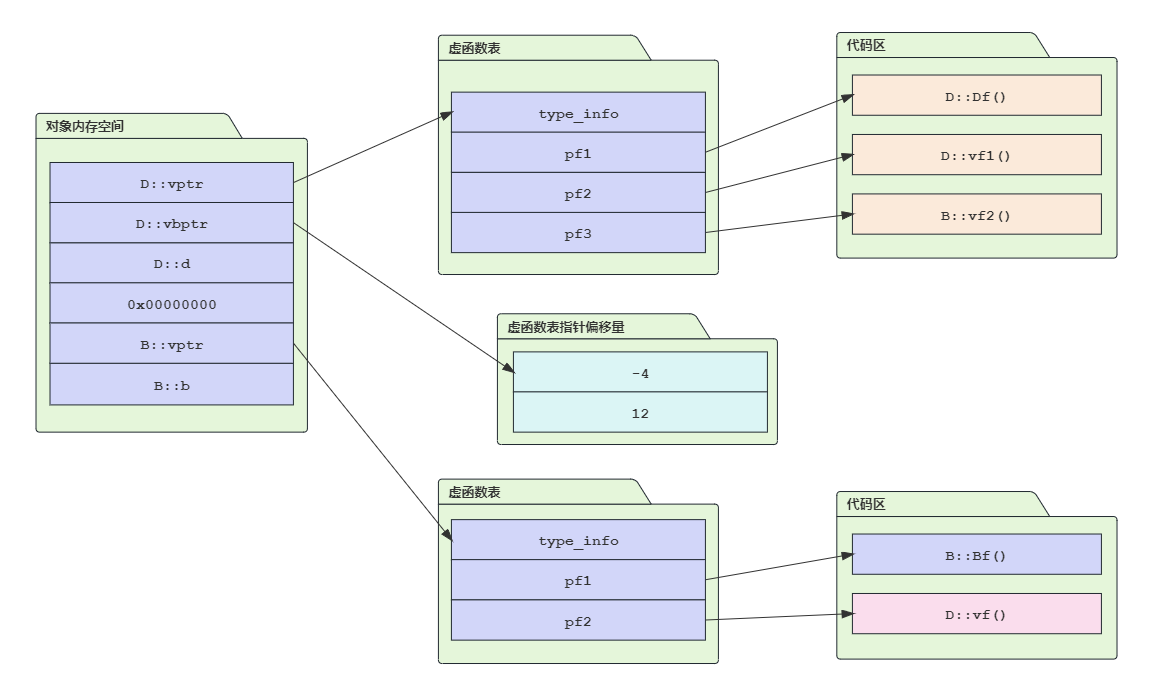 对象内存空间
D::vptr
D::vbptr
D::d
0x00000000
B::vptr
B::b
虚函数表
type_info
pf1
pf2
pf3
代码区
D::Df()
D::vf1()
B::vf2()
虚函数表指针偏移量
-4
12
虚函数表
type_info
pf1
pf2
代码区
B::Bf()
D::vf()